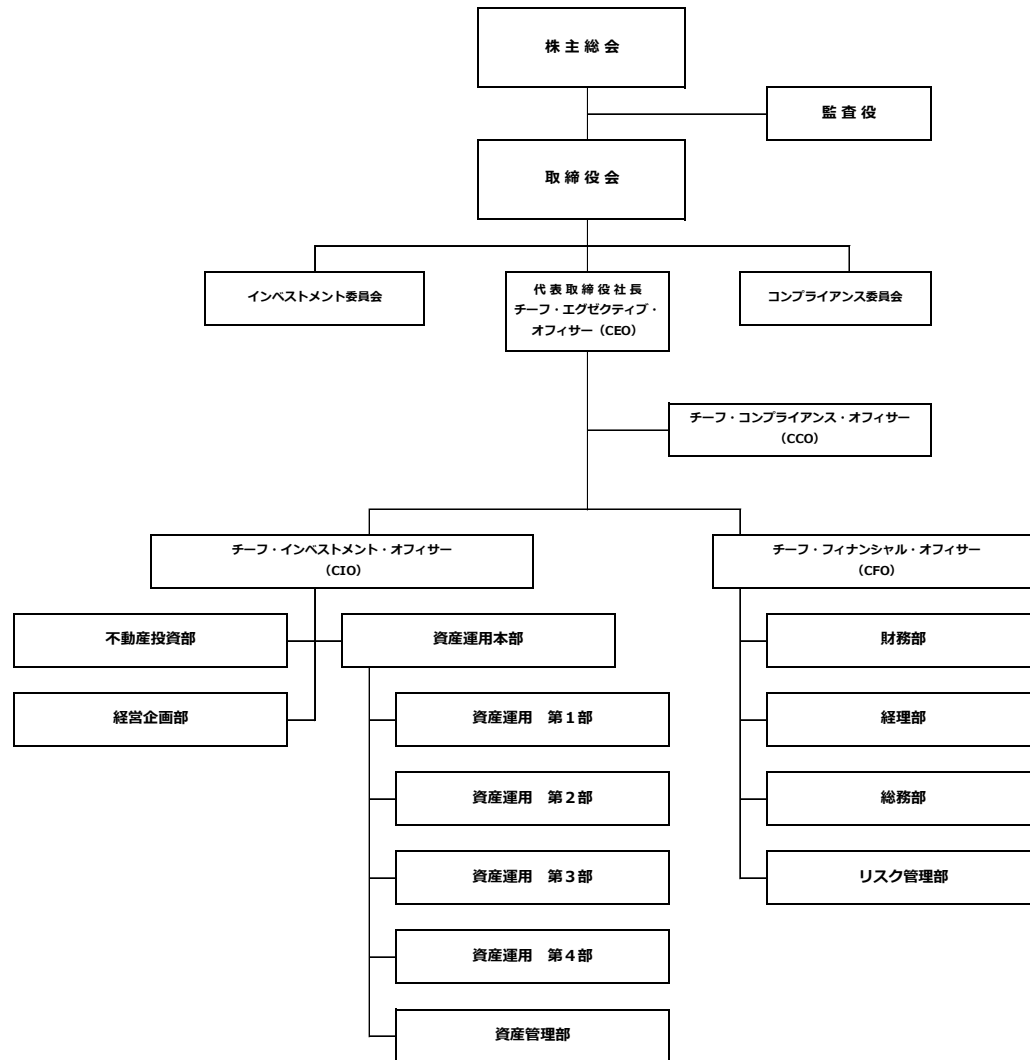 株 主 総 会
監 査 役
取 締 役 会
インベストメント委員会
代 表 取 締 役 社 長
チーフ・エグゼクティブ・
オフィサー（CEO）
コンプライアンス委員会
チーフ・コンプライアンス・オフィサー
（CCO）
チーフ・インベストメント・オフィサー
（CIO）
チーフ・フィナンシャル・オフィサー
（CFO）
不動産投資部
資産運用本部
財務部
経営企画部
資産運用　第１部
経理部
資産運用　第２部
総務部
資産運用　第３部
リスク管理部
資産運用　第４部
資産管理部